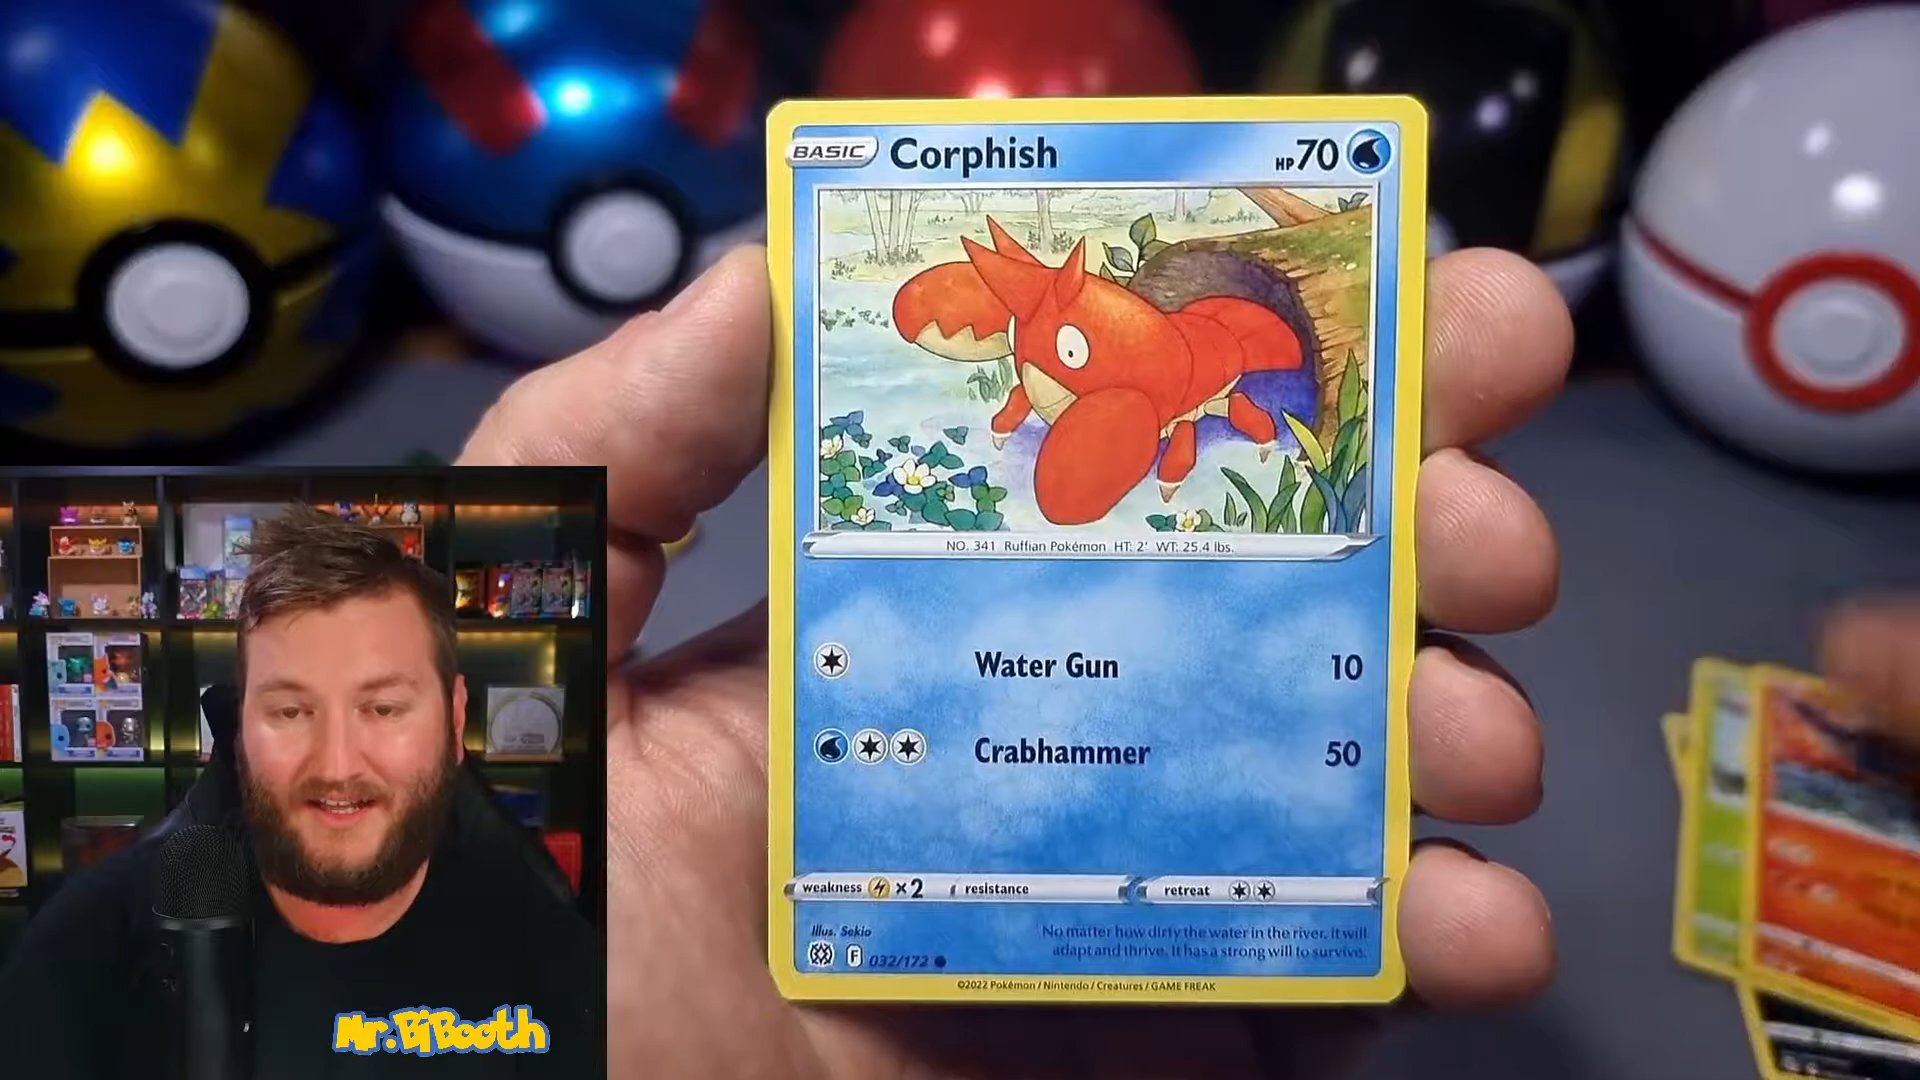 BASIC Corphish HP 70
NO. 341 Ruffian Pokémon HT: 2' WT: 25.4 lbs.
Water Gun 10
Crabhammer 50
weakness ×2 resistance retreat
Illus. Sekio
No matter how dirty the water in the river, it will
adapt and thrive. It has a strong will to survive.
F 032/172
©2022 Pokémon / Nintendo / Creatures / GAME FREAK
Mr.BiBooth